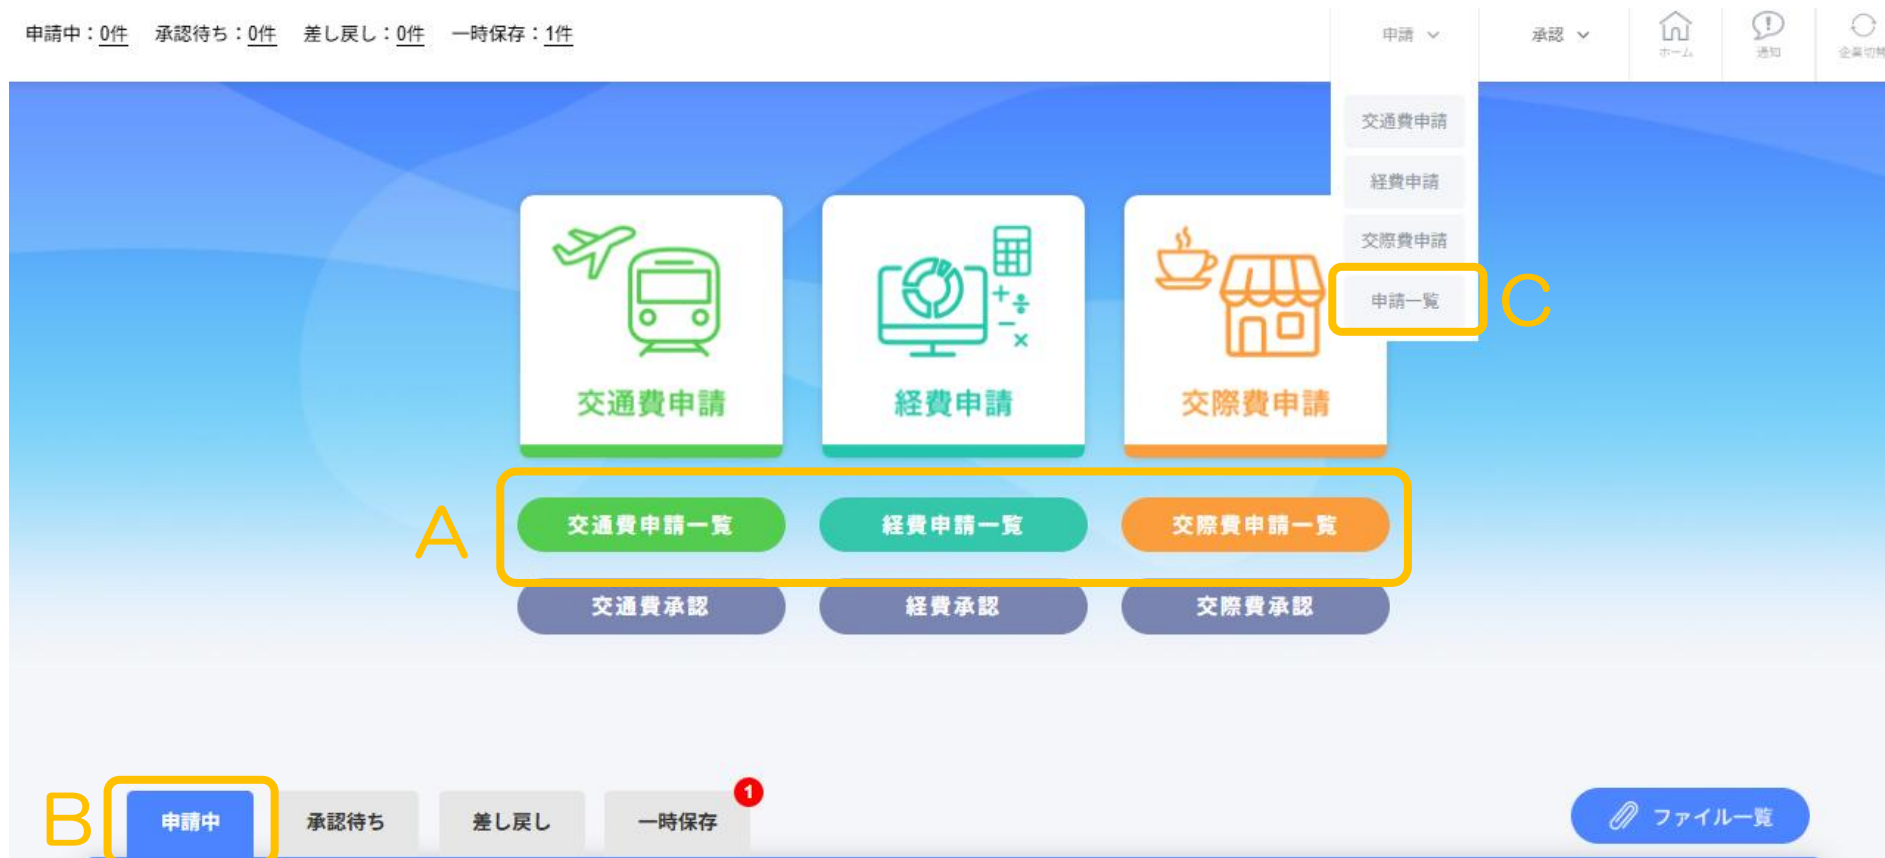 申請中：0件 承認待ち：0件 差し戻し：0件 一時保存：1件
申請 承認 ホーム 通知 企業切替
交通費申請
経費申請
交際費申請
申請一覧 C
交通費申請 経費申請 交際費申請
A 交通費申請一覧 経費申請一覧 交際費申請一覧
交通費承認 経費承認 交際費承認
B 申請中 承認待ち 差し戻し 一時保存 1 ファイル一覧